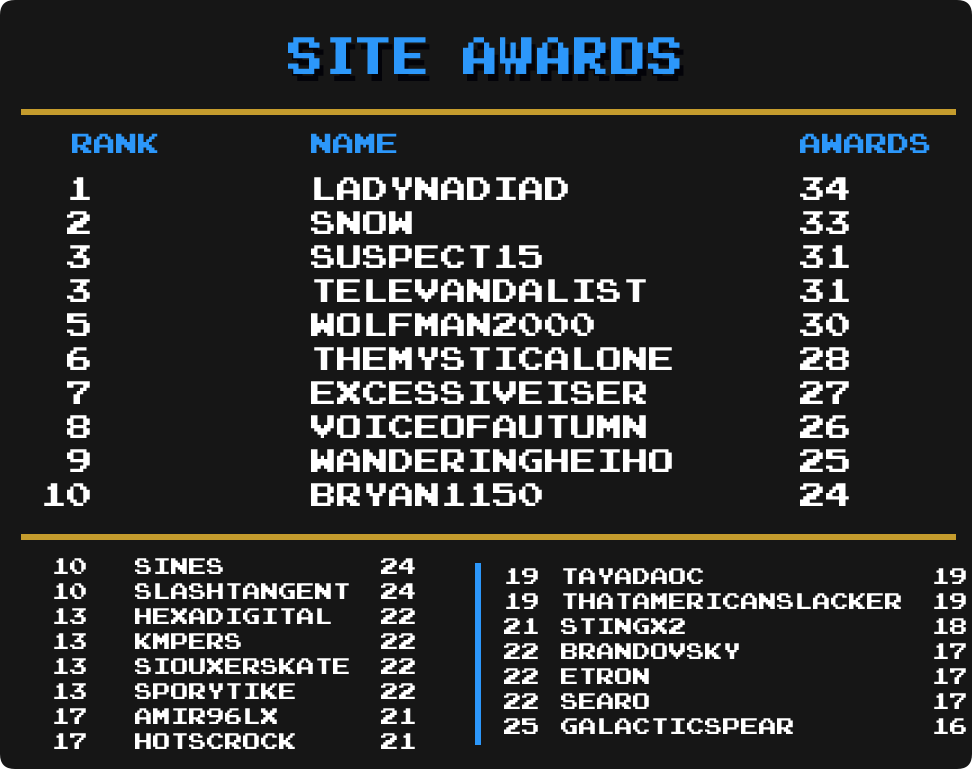 SITE AWARDS
RANK NAME AWARDS
1 LADYNADIAD 34
2 SNOW 33
3 SUSPECT15 31
3 TELEVANDALIST 31
5 WOLFMAN2000 30
6 THEMYSTICALONE 28
7 EXCESSIVEISER 27
8 VOICEOFAUTUMN 26
9 WANDERINGHEIHO 25
10 BRYAN1150 24
10 SINES 24
10 SLASHTANGENT 24
13 HEXADIGITAL 22
13 KMPERS 22
13 SIOUXERSKATE 22
13 SPORYTIKE 22
17 AMIR96LX 21
17 HOTSCROCK 21
19 TAYADAOC 19
19 THATAMERICANSLACKER 19
21 STINGX2 18
22 BRANDOVSKY 17
22 ETRON 17
22 SEARO 17
25 GALACTICSPEAR 16